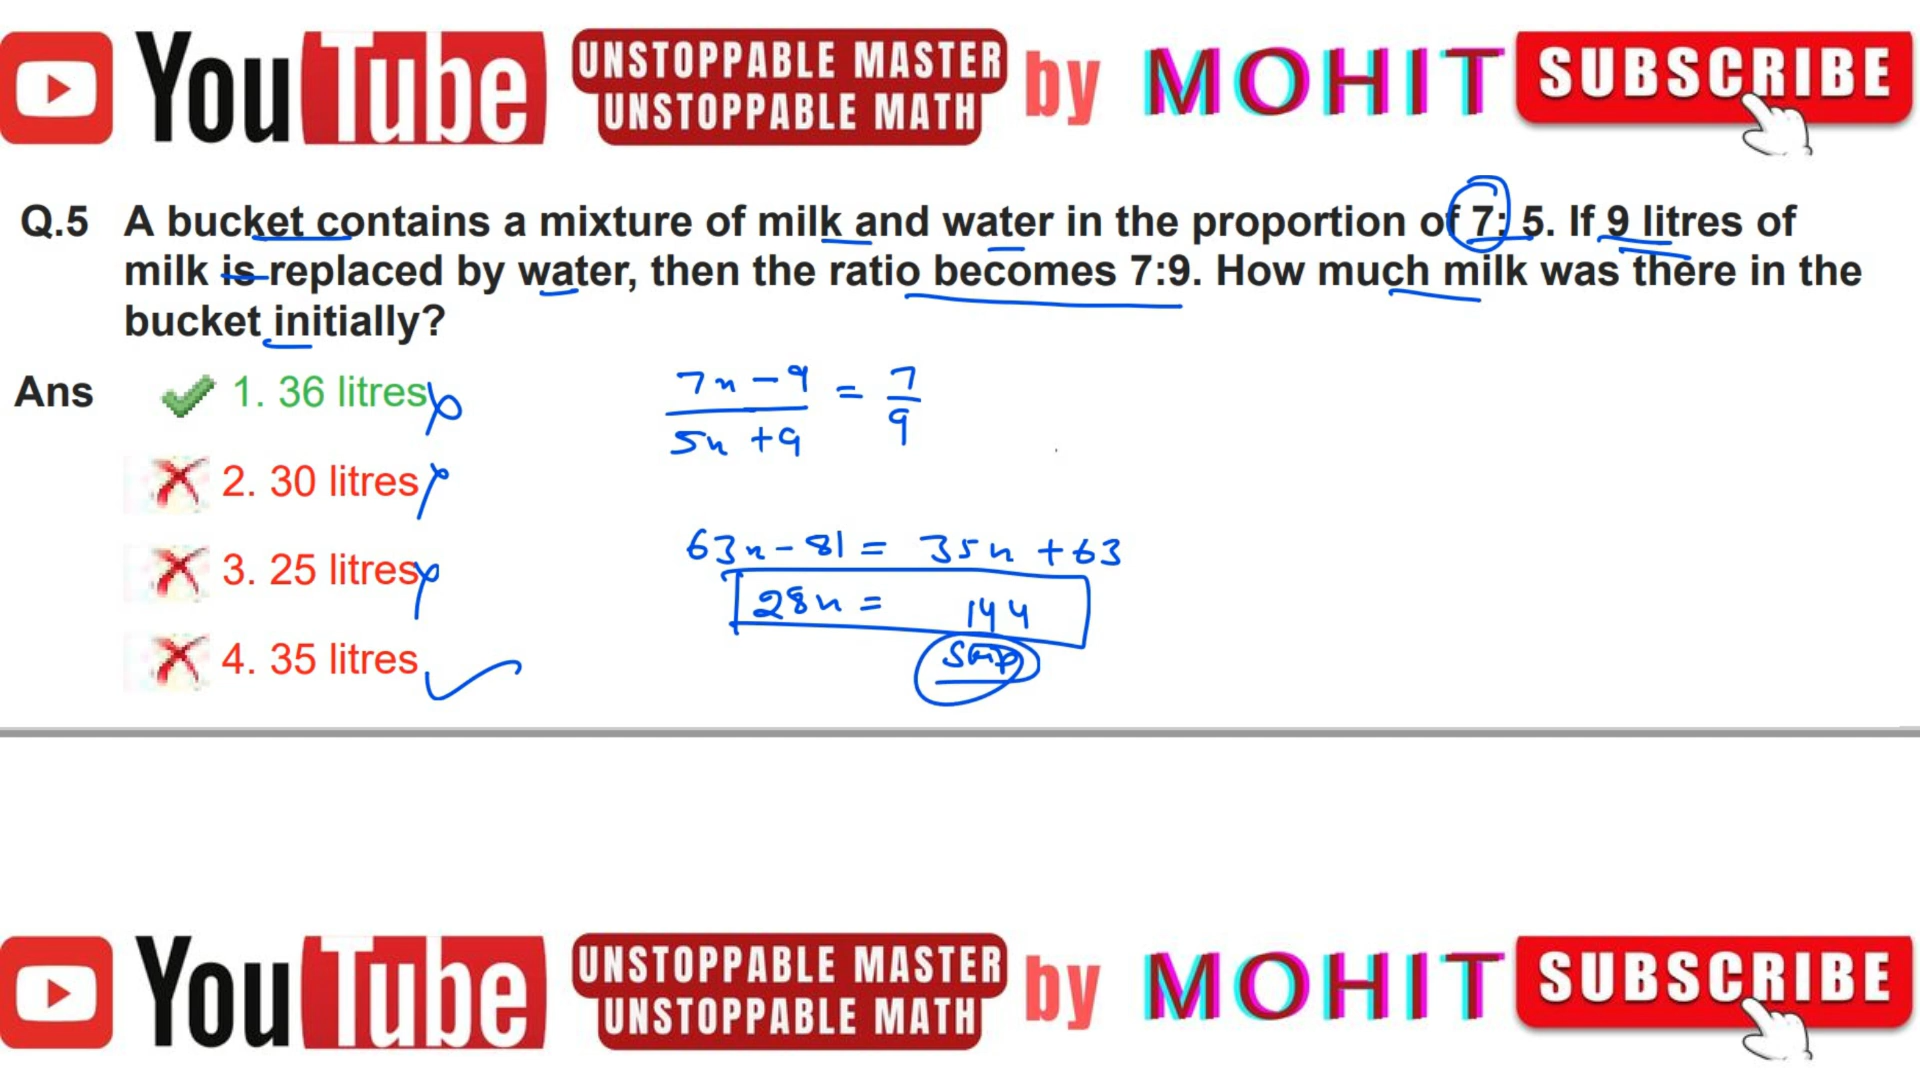 YouTube UNSTOPPABLE MASTER by MOHIT SUBSCRIBE
UNSTOPPABLE MATH
Q.5 A bucket contains a mixture of milk and water in the proportion of 7: 5. If 9 litres of
milk is replaced by water, then the ratio becomes 7:9. How much milk was there in the
bucket initially?
Ans 1. 36 litres
2. 30 litres
3. 25 litres
4. 35 litres
7x - 9 = 7
5x + 9 9
63x - 81 = 35x + 63
28x = 144
Skip
YouTube UNSTOPPABLE MASTER by MOHIT SUBSCRIBE
UNSTOPPABLE MATH